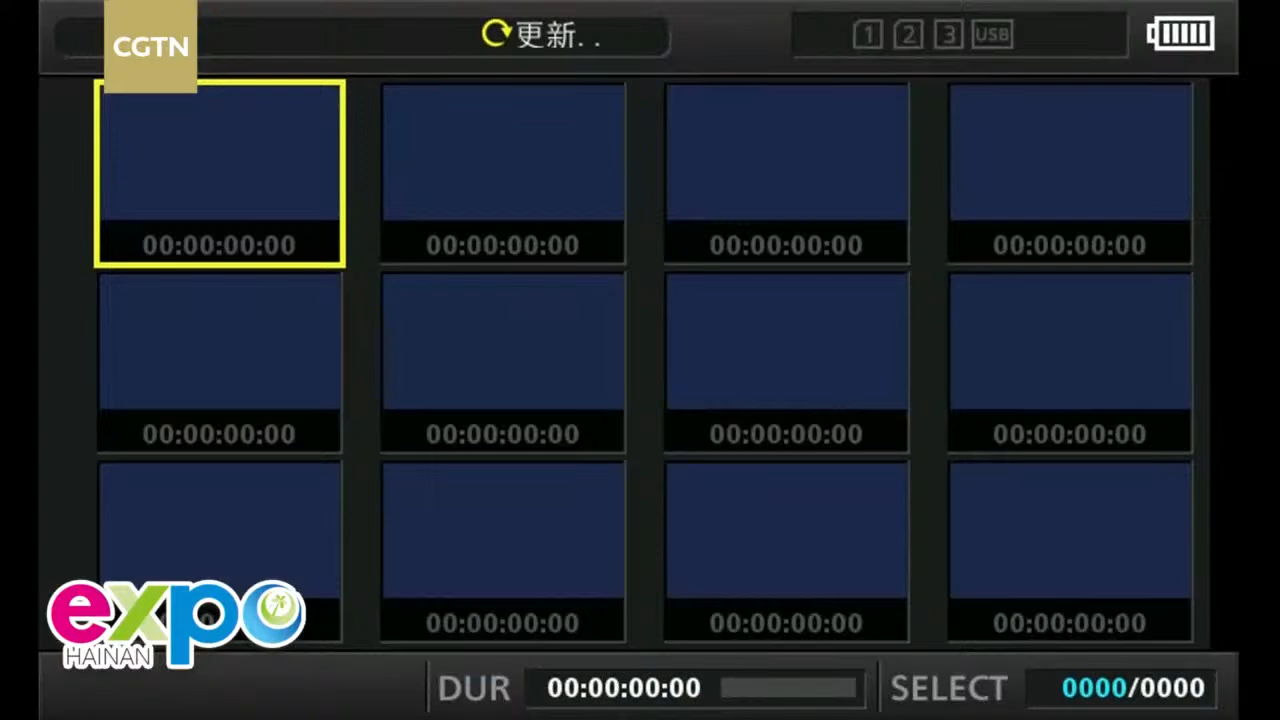 CGTN
更新..
1 2 3 USB
00:00:00:00 00:00:00:00 00:00:00:00 00:00:00:00
00:00:00:00 00:00:00:00 00:00:00:00 00:00:00:00
00:00:00:00 00:00:00:00 00:00:00:00
expo
HAINAN
DUR 00:00:00:00 SELECT 0000/0000